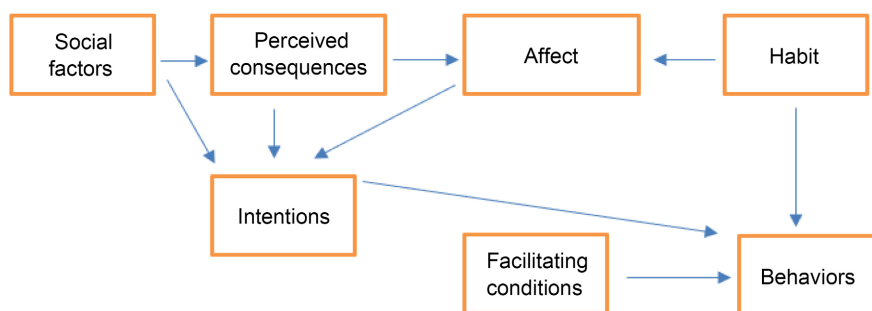 Social
factors
Perceived
consequences
Affect
Habit
Intentions
Facilitating
conditions
Behaviors